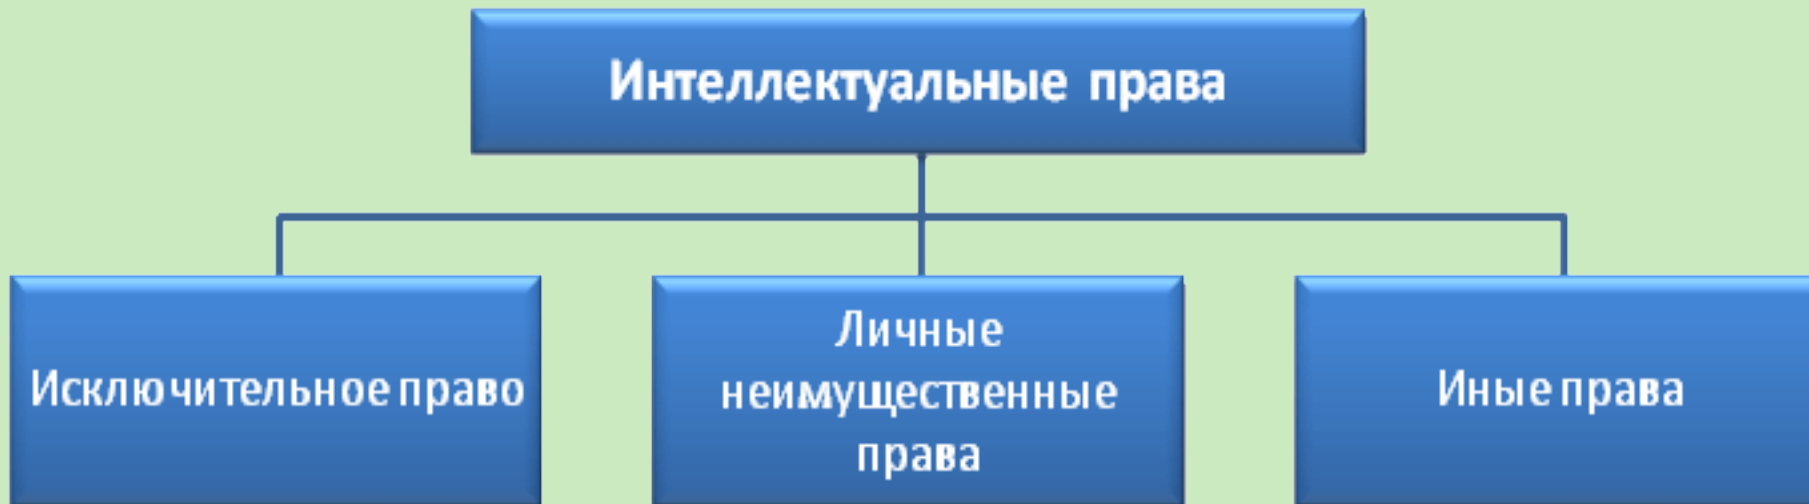 Интеллектуальные права
Исключительное право
Личные
неимущественные
права
Иные права